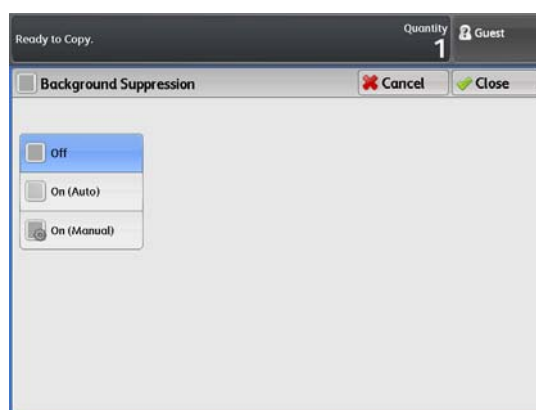 Ready to Copy.
Quantity
1
Guest
Background Suppression
Cancel
Close
Off
On (Auto)
On (Manual)